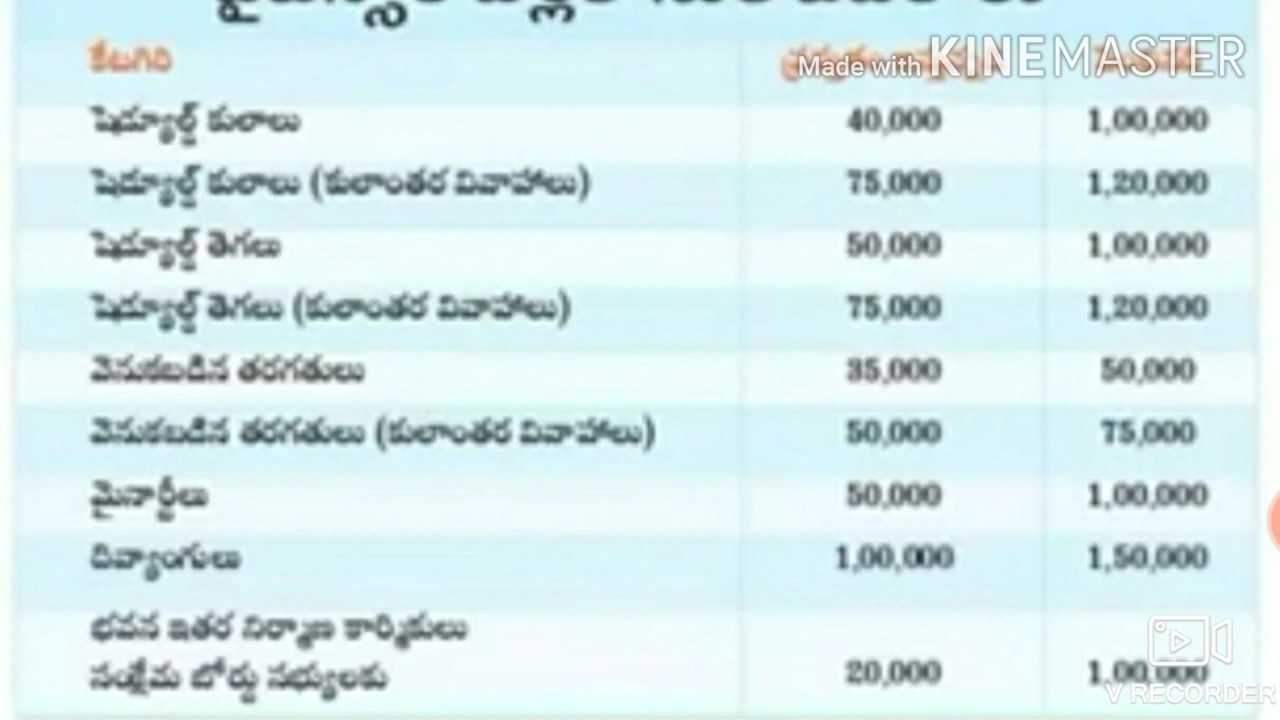 కేటగిరి
Made with KINEMASTER
షెడ్యూల్డ్ కులాలు 40,000 1,00,000
షెడ్యూల్డ్ కులాలు (కులాంతర వివాహాలు) 75,000 1,20,000
షెడ్యూల్డ్ తెగలు 50,000 1,00,000
షెడ్యూల్డ్ తెగలు (కులాంతర వివాహాలు) 75,000 1,20,000
వెనుకబడిన తరగతులు 35,000 50,000
వెనుకబడిన తరగతులు (కులాంతర వివాహాలు) 50,000 75,000
మైనార్టీలు 50,000 1,00,000
దివ్యాంగులు 1,00,000 1,50,000
భవన ఇతర నిర్మాణ కార్మికులు
సంక్షేమ బోర్డు సభ్యులకు 20,000 1,00,000
V RECORDER